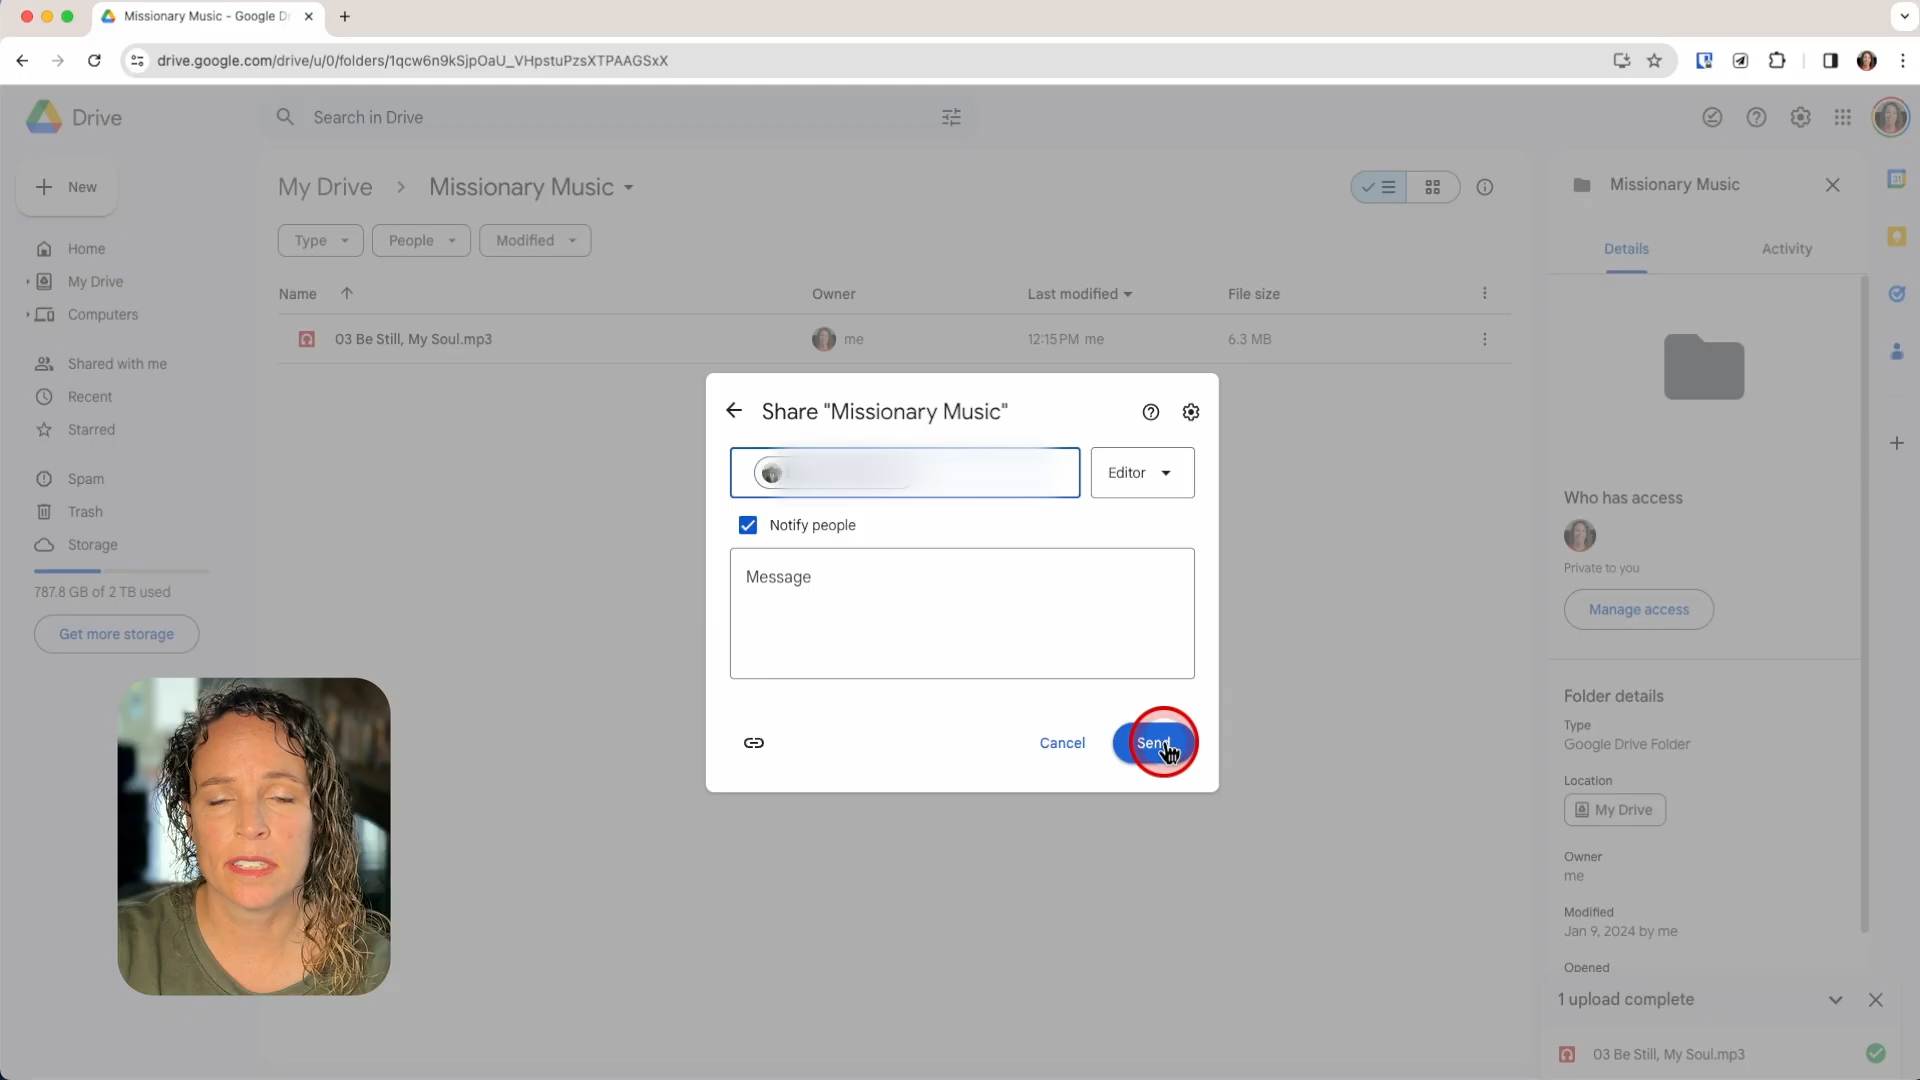 Missionary Music - Google D
drive.google.com/drive/u/0/folders/1qcw6n9kSjpOaU_VHpstuPzsXTPAAGSxX
Drive
Search in Drive
New
My Drive
Missionary Music
Missionary Music
Type
People
Modified
Home
My Drive
Computers
Shared with me
Recent
Starred
Spam
Trash
Storage
787.8 GB of 2 TB used
Get more storage
Name
Owner
Last modified
File size
03 Be Still, My Soul.mp3
me
12:15 PM me
6.3 MB
Share "Missionary Music"
Editor
Notify people
Message
Cancel
Send
Details
Activity
Who has access
Private to you
Manage access
Folder details
Type
Google Drive Folder
Location
My Drive
Owner
me
Modified
Jan 9, 2024 by me
Opened
1 upload complete
03 Be Still, My Soul.mp3
31